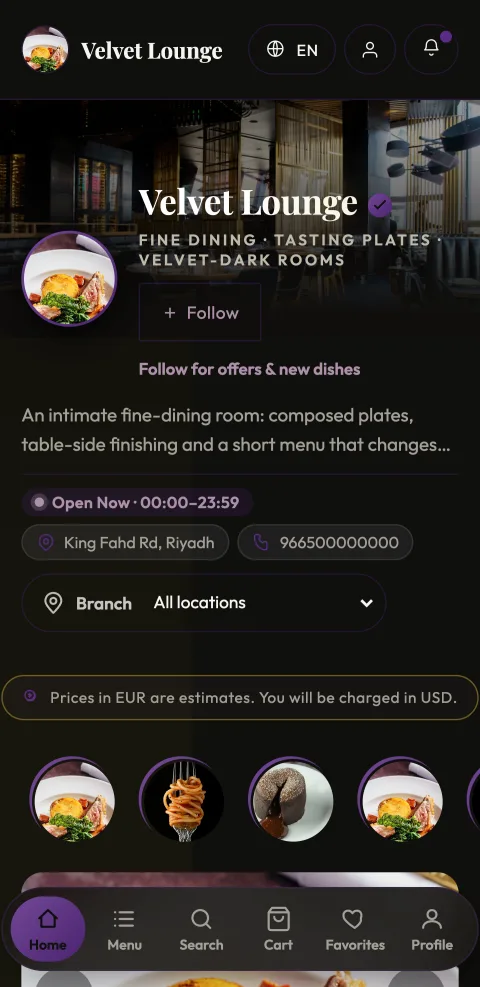 Velvet Lounge
EN
Velvet Lounge
FINE DINING · TASTING PLATES ·
VELVET-DARK ROOMS
+ Follow
Follow for offers & new dishes
An intimate fine-dining room: composed plates,
table-side finishing and a short menu that changes…
Open Now · 00:00–23:59
King Fahd Rd, Riyadh
966500000000
Branch
All locations
Prices in EUR are estimates. You will be charged in USD.
Home
Menu
Search
Cart
Favorites
Profile